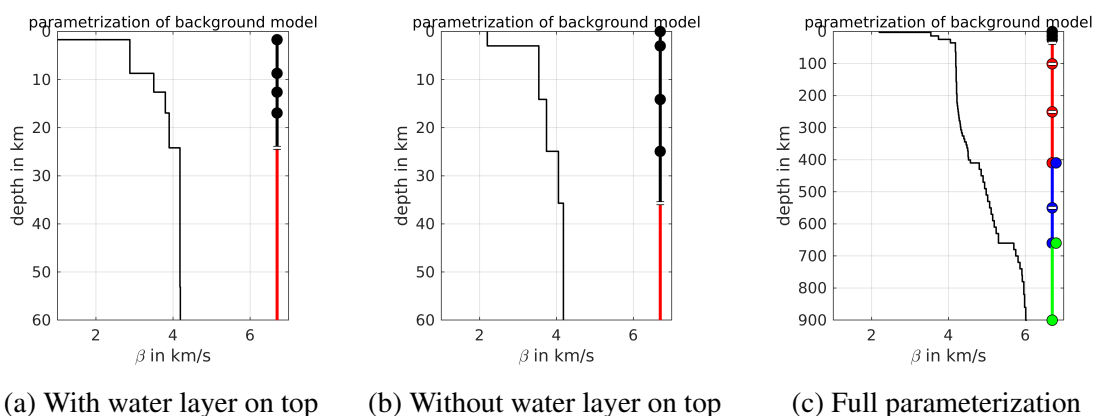 parametrization of background model
0
10
20
30
40
50
60
depth in km
2
4
6
β in km/s
(a) With water layer on top
parametrization of background model
0
10
20
30
40
50
60
depth in km
2
4
6
β in km/s
(b) Without water layer on top
parametrization of background model
0
100
200
300
400
500
600
700
800
900
depth in km
2
4
6
β in km/s
(c) Full parameterization